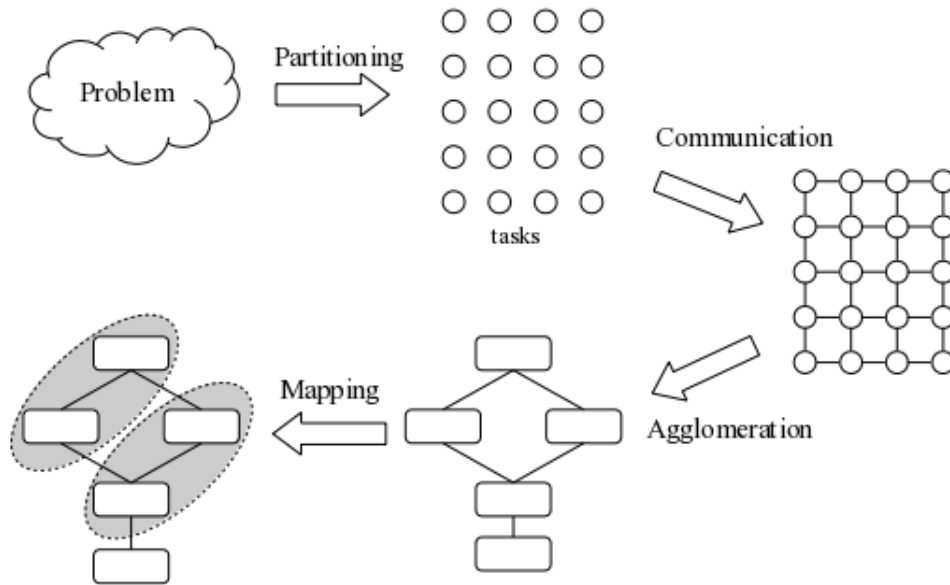 Problem
Partitioning
tasks
Communication
Agglomeration
Mapping